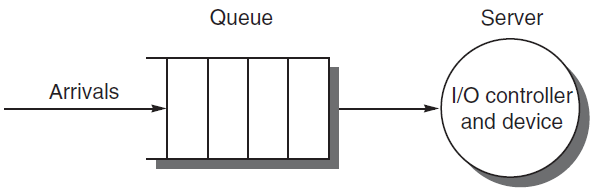 Queue
Server
Arrivals
I/O controller
and device